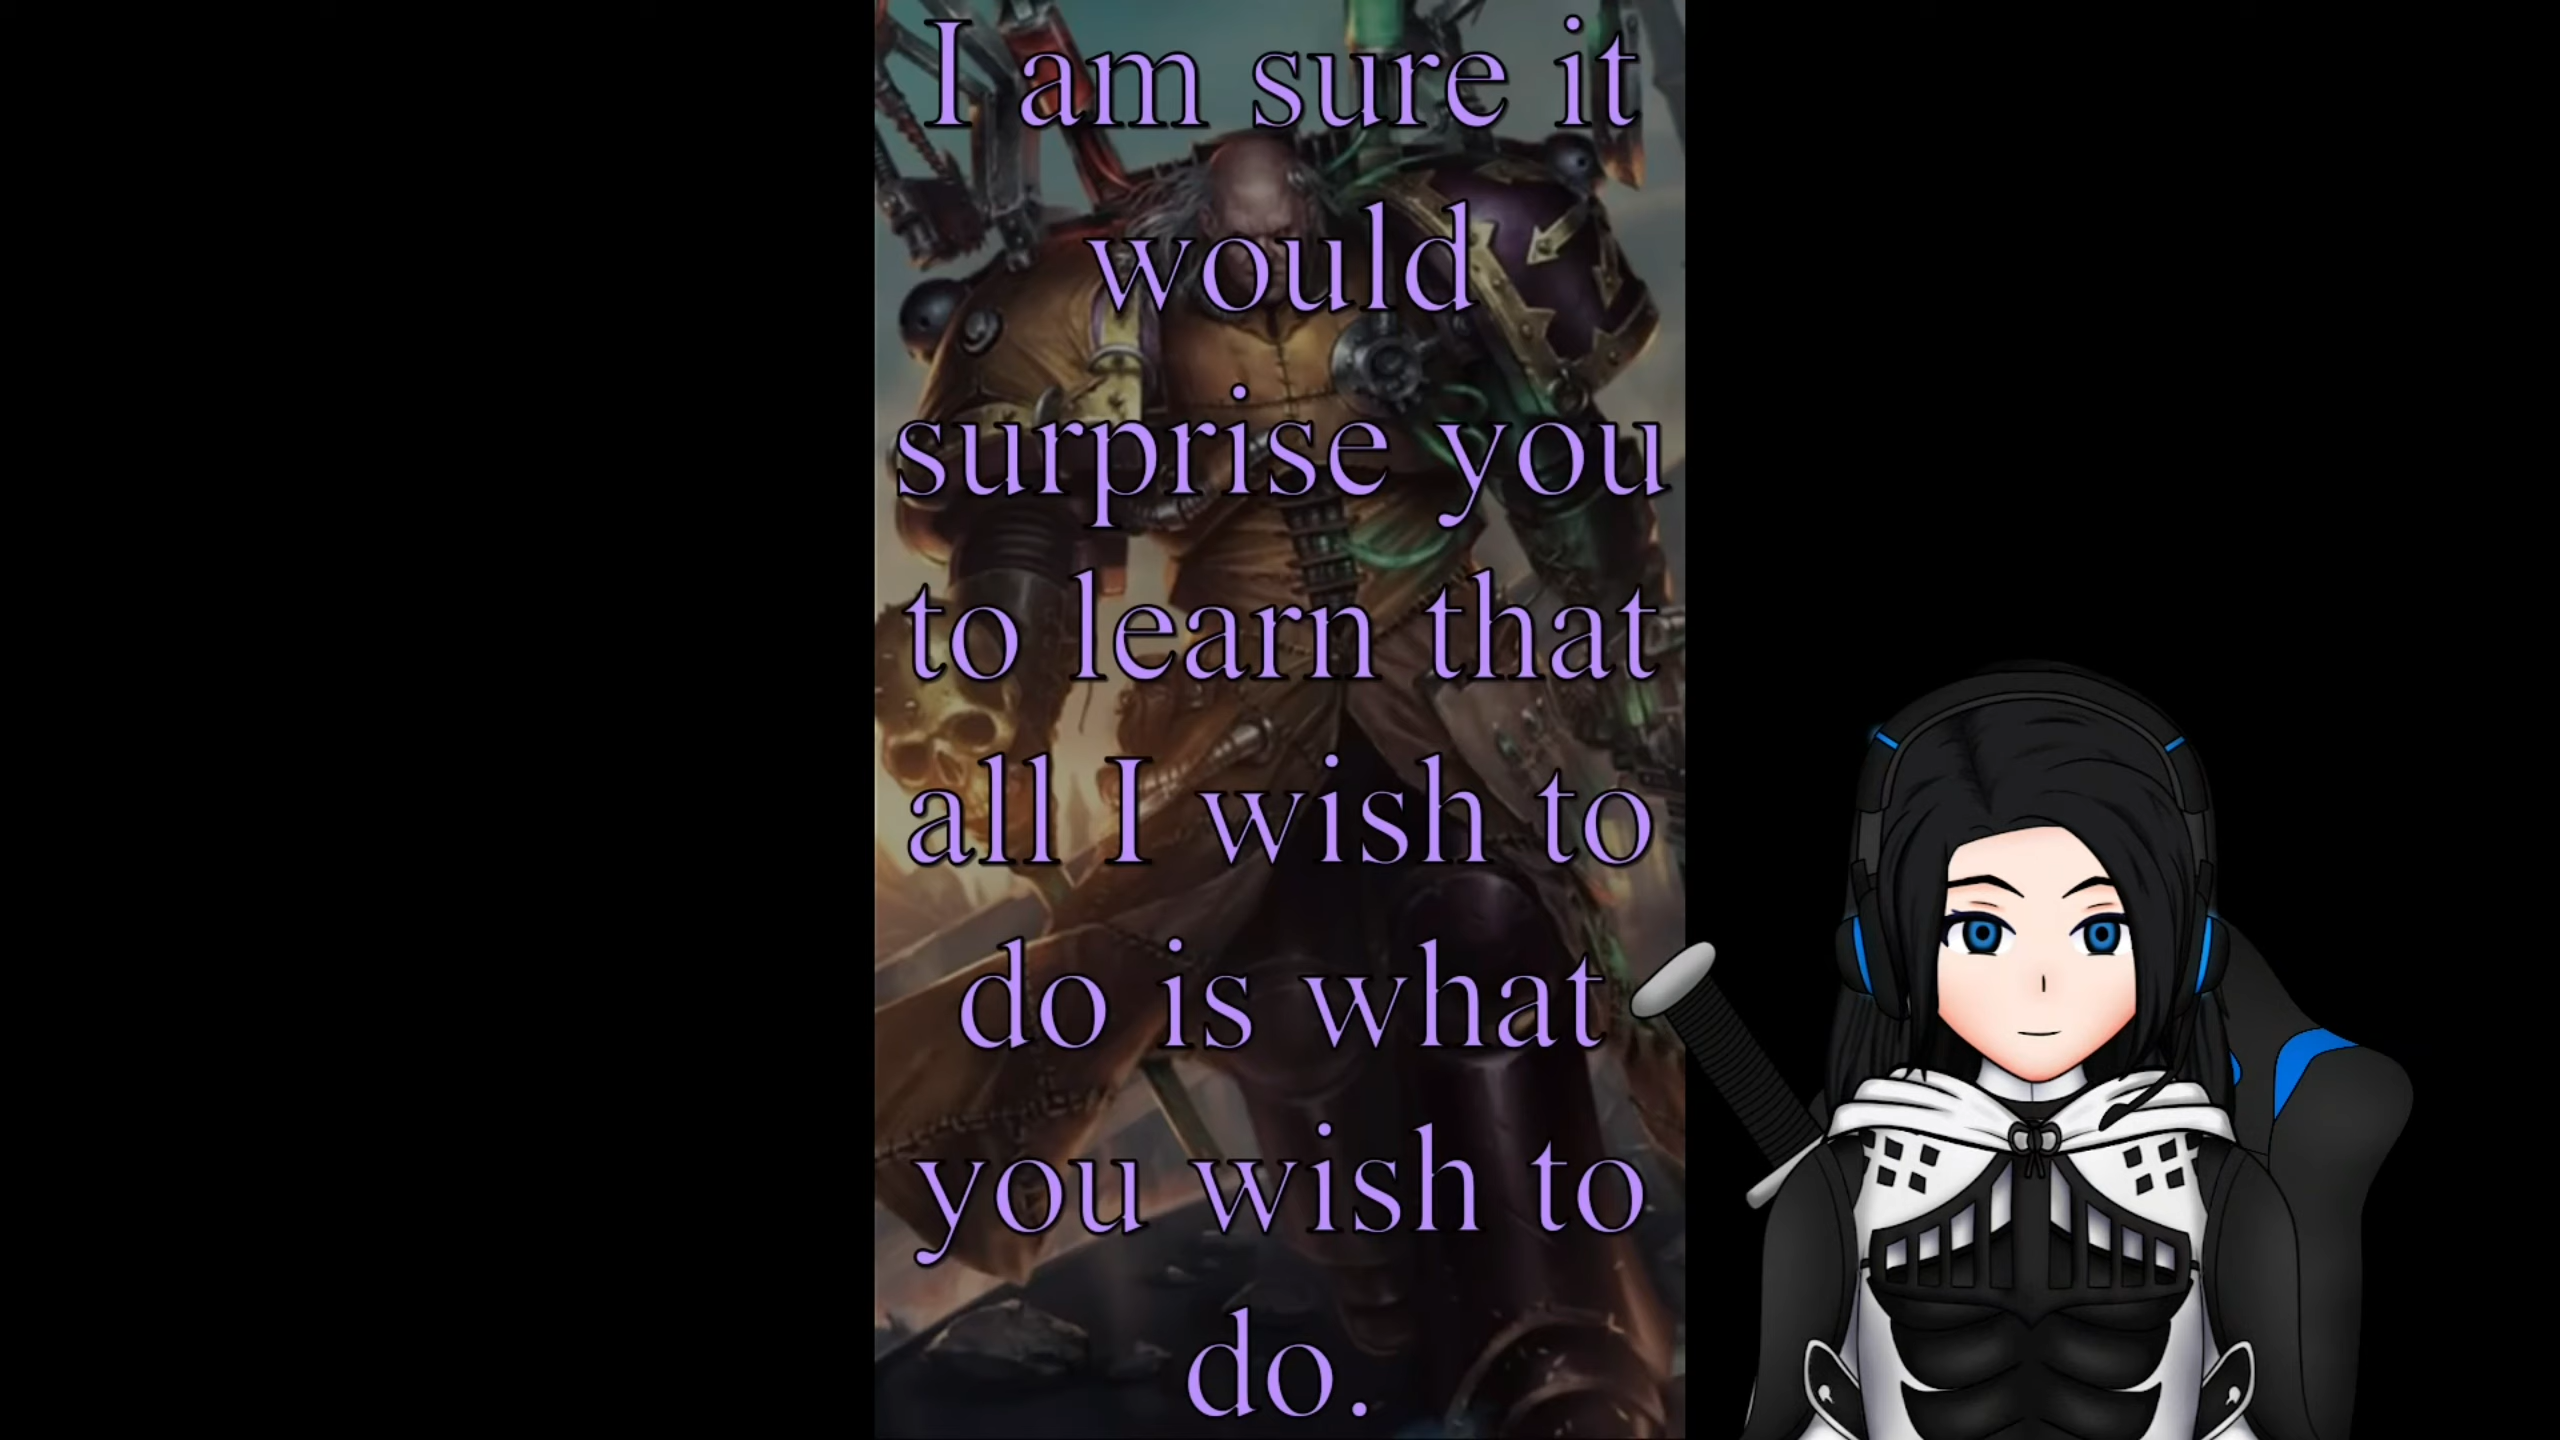 I am sure it
would
surprise you
to learn that
all I wish to
do is what
you wish to
do.